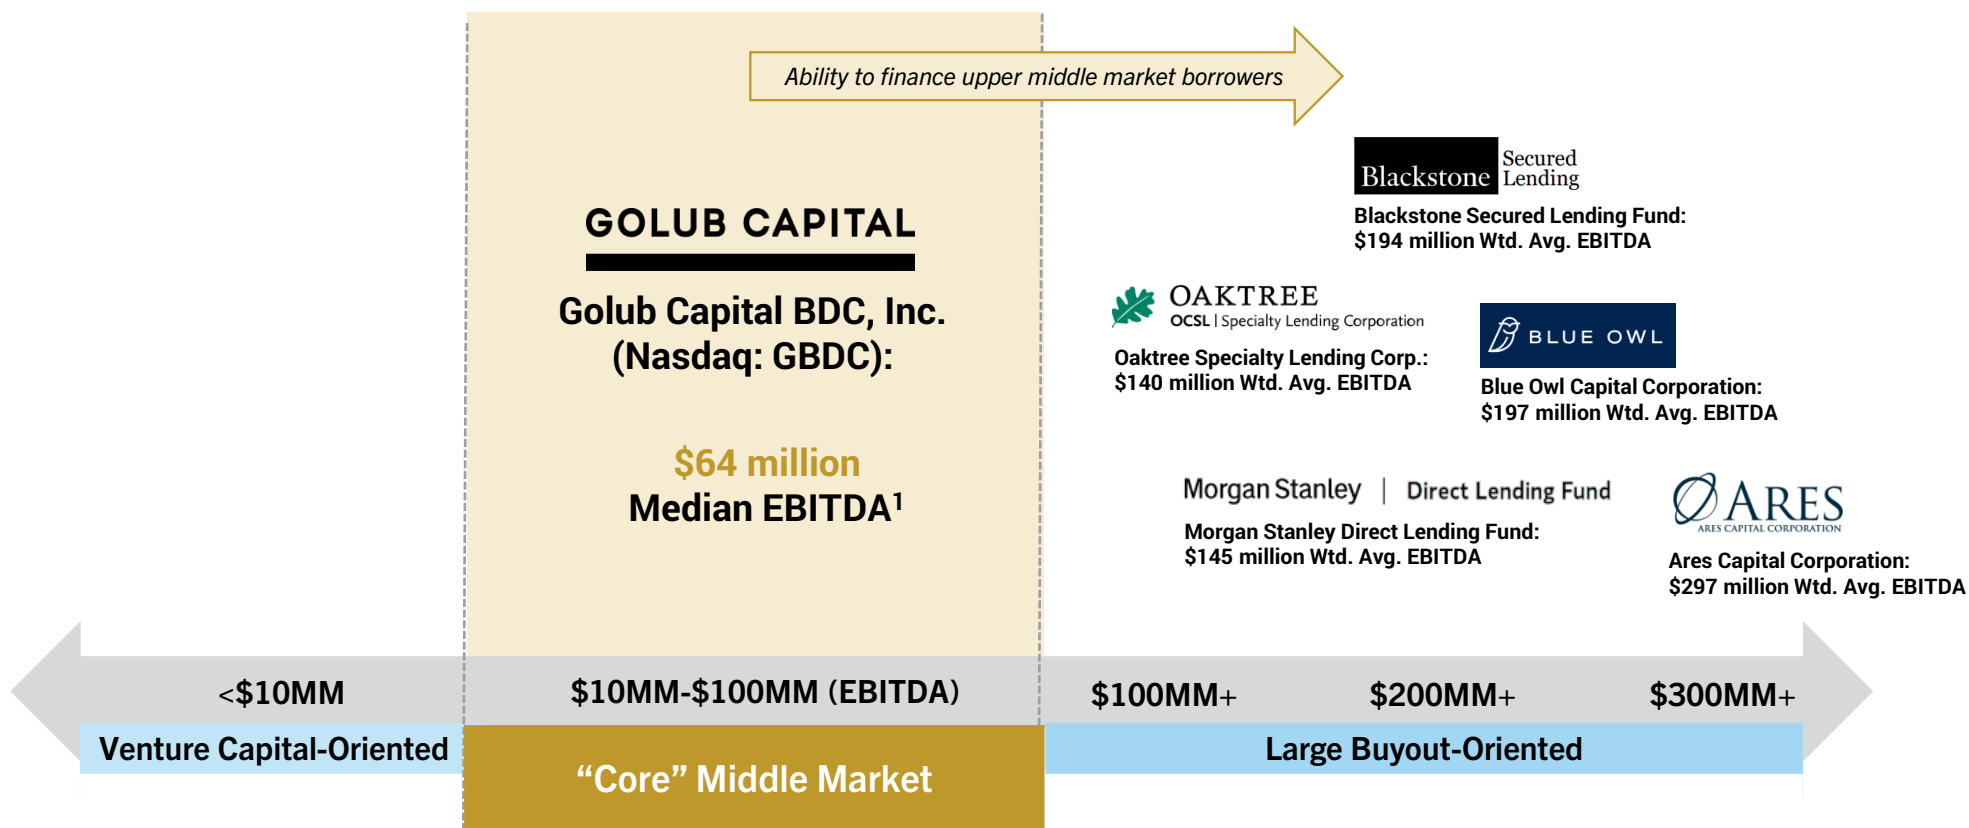 Ability to finance upper middle market borrowers
GOLUB CAPITAL
Golub Capital BDC, Inc.
(Nasdaq: GBDC):
$64 million
Median EBITDA¹
Blackstone Secured
Lending
Blackstone Secured Lending Fund:
$194 million Wtd. Avg. EBITDA
OAKTREE
OCSL | Specialty Lending Corporation
Oaktree Specialty Lending Corp.:
$140 million Wtd. Avg. EBITDA
BLUE OWL
Blue Owl Capital Corporation:
$197 million Wtd. Avg. EBITDA
Morgan Stanley | Direct Lending Fund
Morgan Stanley Direct Lending Fund:
$145 million Wtd. Avg. EBITDA
ARES
ARES CAPITAL CORPORATION
Ares Capital Corporation:
$297 million Wtd. Avg. EBITDA
<$10MM
$10MM-$100MM (EBITDA)
$100MM+
$200MM+
$300MM+
Venture Capital-Oriented
“Core” Middle Market
Large Buyout-Oriented